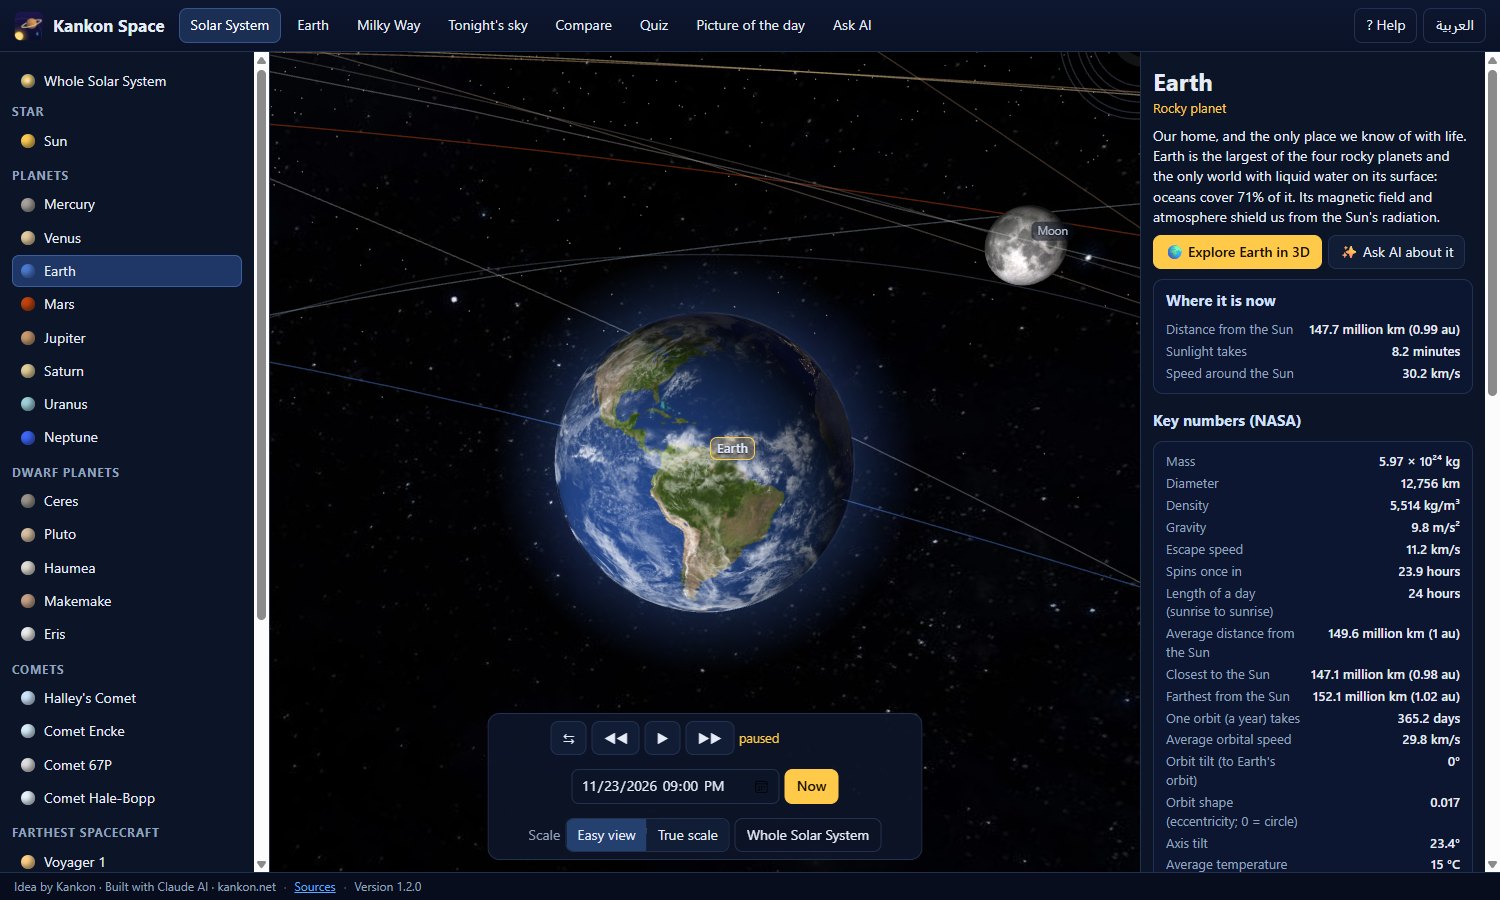 Kankon Space
Solar System
Earth
Milky Way
Tonight's sky
Compare
Quiz
Picture of the day
Ask AI
? Help
العربية
Whole Solar System
STAR
Sun
PLANETS
Mercury
Venus
Earth
Mars
Jupiter
Saturn
Uranus
Neptune
DWARF PLANETS
Ceres
Pluto
Haumea
Makemake
Eris
COMETS
Halley's Comet
Comet Encke
Comet 67P
Comet Hale-Bopp
FARTHEST SPACECRAFT
Voyager 1
Moon
Earth
paused
11/23/2026 09:00 PM
Now
Scale
Easy view
True scale
Whole Solar System
Earth
Rocky planet
Our home, and the only place we know of with life.
Earth is the largest of the four rocky planets and
the only world with liquid water on its surface:
oceans cover 71% of it. Its magnetic field and
atmosphere shield us from the Sun's radiation.
Explore Earth in 3D
Ask AI about it
Where it is now
Distance from the Sun 147.7 million km (0.99 au)
Sunlight takes 8.2 minutes
Speed around the Sun 30.2 km/s
Key numbers (NASA)
Mass 5.97 × 10²⁴ kg
Diameter 12,756 km
Density 5,514 kg/m³
Gravity 9.8 m/s²
Escape speed 11.2 km/s
Spins once in 23.9 hours
Length of a day 24 hours
(sunrise to sunrise)
Average distance from 149.6 million km (1 au)
the Sun
Closest to the Sun 147.1 million km (0.98 au)
Farthest from the Sun 152.1 million km (1.02 au)
One orbit (a year) takes 365.2 days
Average orbital speed 29.8 km/s
Orbit tilt (to Earth's 0°
orbit)
Orbit shape 0.017
(eccentricity; 0 = circle)
Axis tilt 23.4°
Average temperature 15 °C
Idea by Kankon · Built with Claude AI · kankon.net · Sources · Version 1.2.0